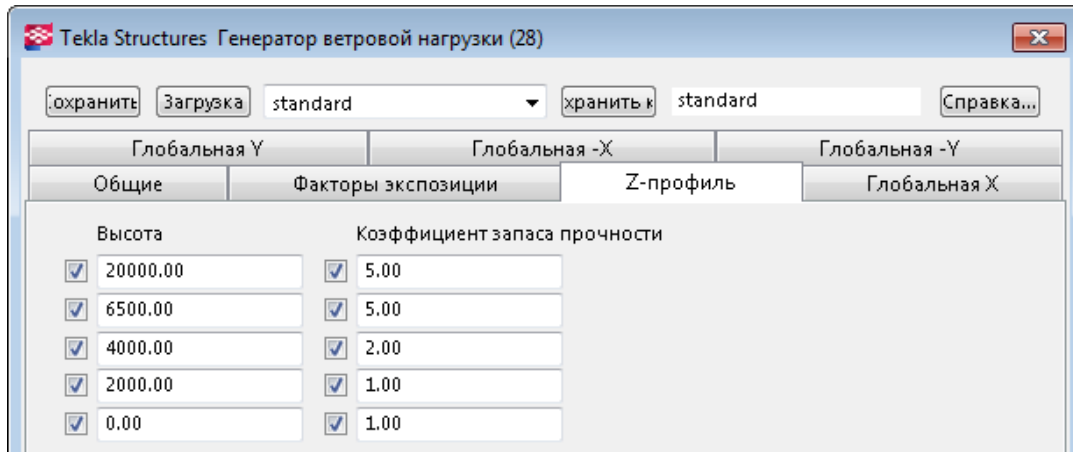 Tekla Structures Генератор ветровой нагрузки (28)
охранить Загрузка standard хранить к standard Справка...
Глобальная Y Глобальная -X Глобальная -Y
Общие Факторы экспозиции Z-профиль Глобальная X
Высота Коэффициент запаса прочности
20000.00 5.00
6500.00 5.00
4000.00 2.00
2000.00 1.00
0.00 1.00